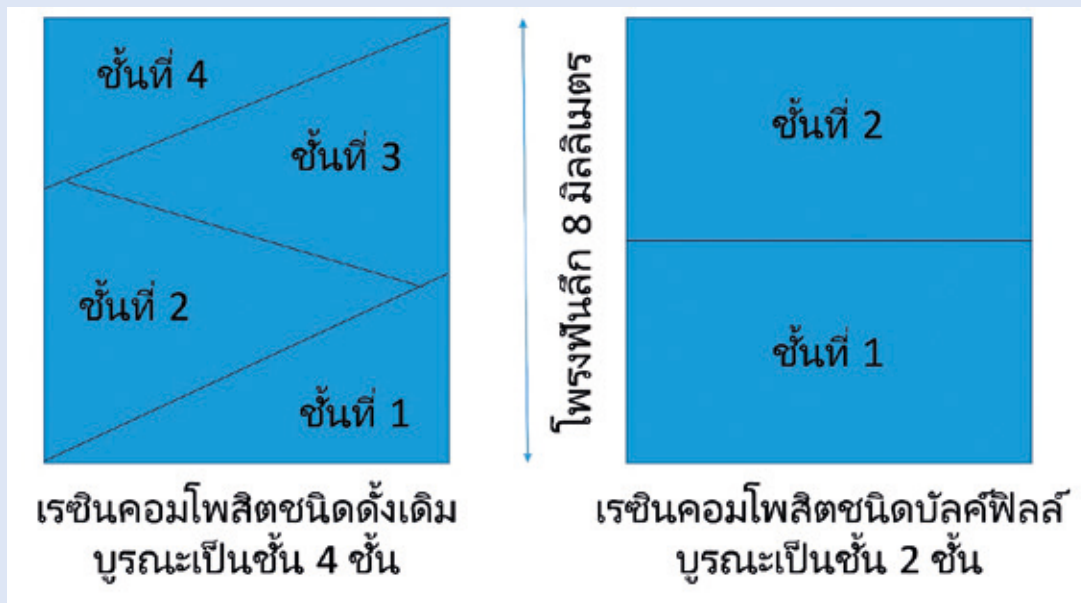 ชั้นที่ 4
ชั้นที่ 3
ชั้นที่ 2
ชั้นที่ 1
เรซินคอมโพสิตชนิดดั้งเดิม
บูรณะเป็นชั้น 4 ชั้น
โพรงฟันลึก 8 มิลลิเมตร
ชั้นที่ 2
ชั้นที่ 1
เรซินคอมโพสิตชนิดบัลค์ฟิลล์
บูรณะเป็นชั้น 2 ชั้น